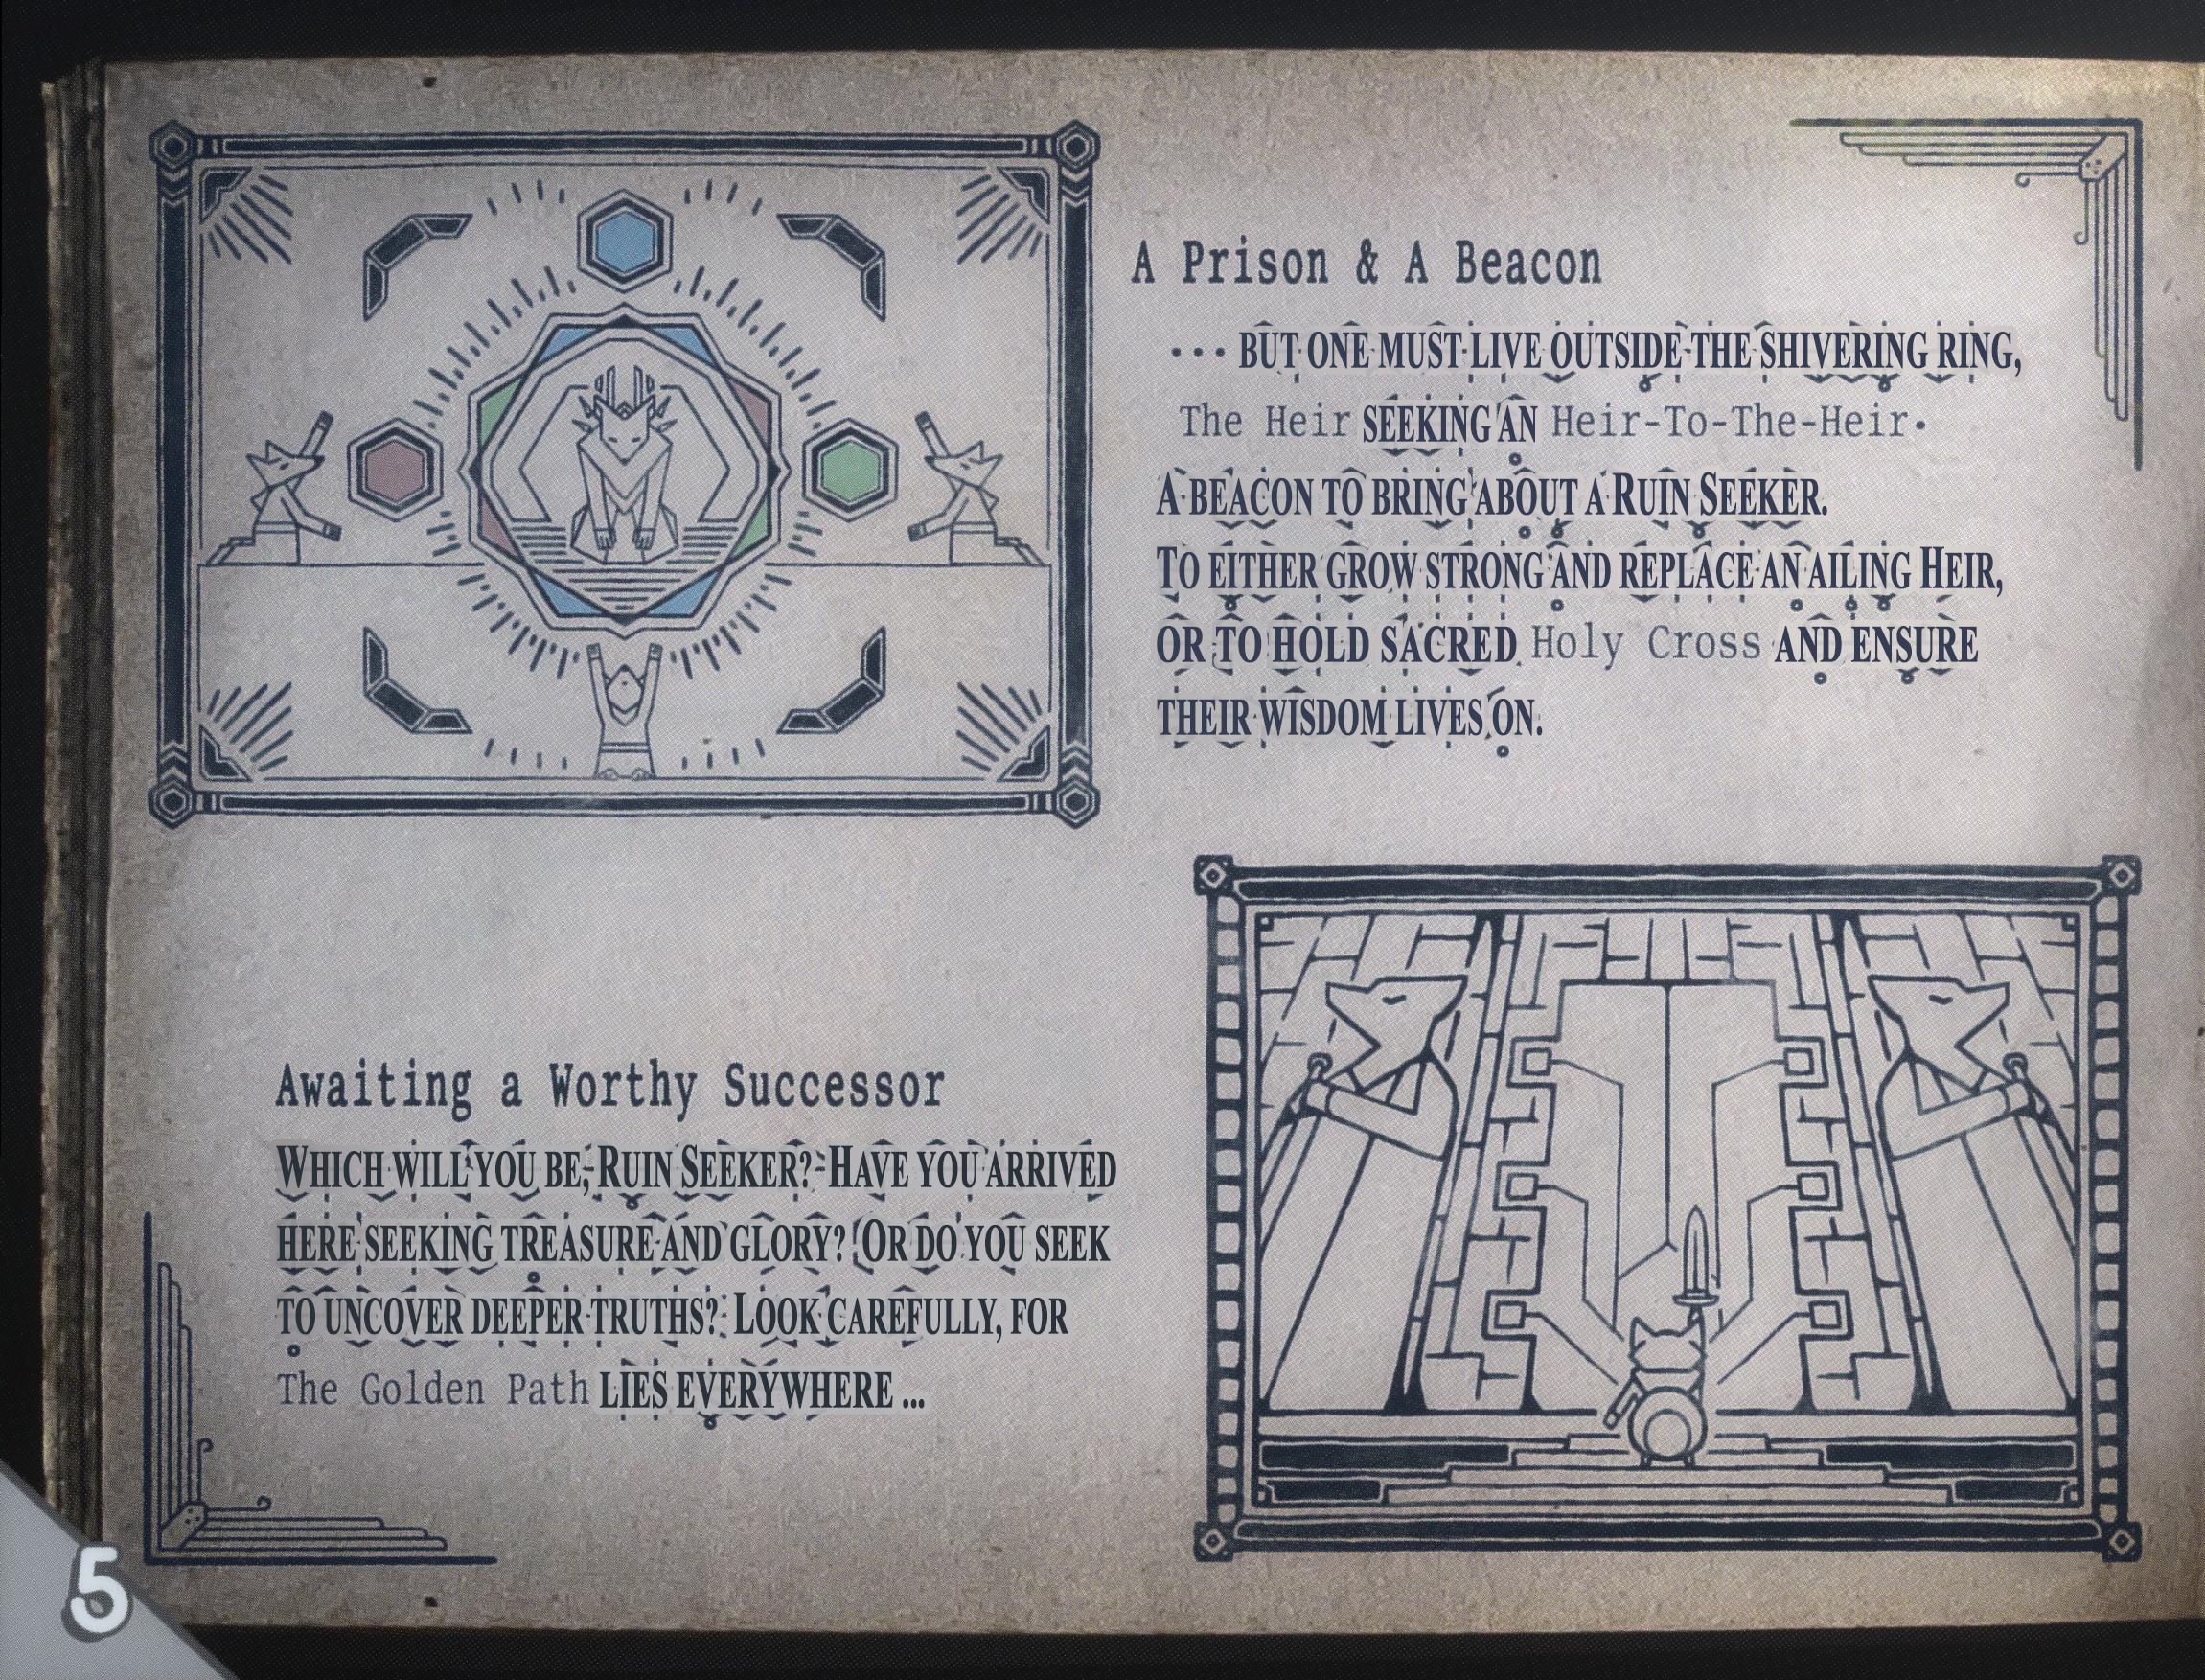 A Prison & A Beacon
... BUT ONE MUST LIVE OUTSIDE THE SHIVERING RING,
The Heir SEEKING AN Heir-To-The-Heir.
A BEACON TO BRING ABOUT A RUIN SEEKER.
TO EITHER GROW STRONG AND REPLACE AN AILING HEIR,
OR TO HOLD SACRED Holy Cross AND ENSURE
THEIR WISDOM LIVES ON.
Awaiting a Worthy Successor
WHICH WILL YOU BE, RUIN SEEKER? HAVE YOU ARRIVED
HERE SEEKING TREASURE AND GLORY? OR DO YOU SEEK
TO UNCOVER DEEPER TRUTHS? LOOK CAREFULLY, FOR
The Golden Path LIES EVERYWHERE ...
5